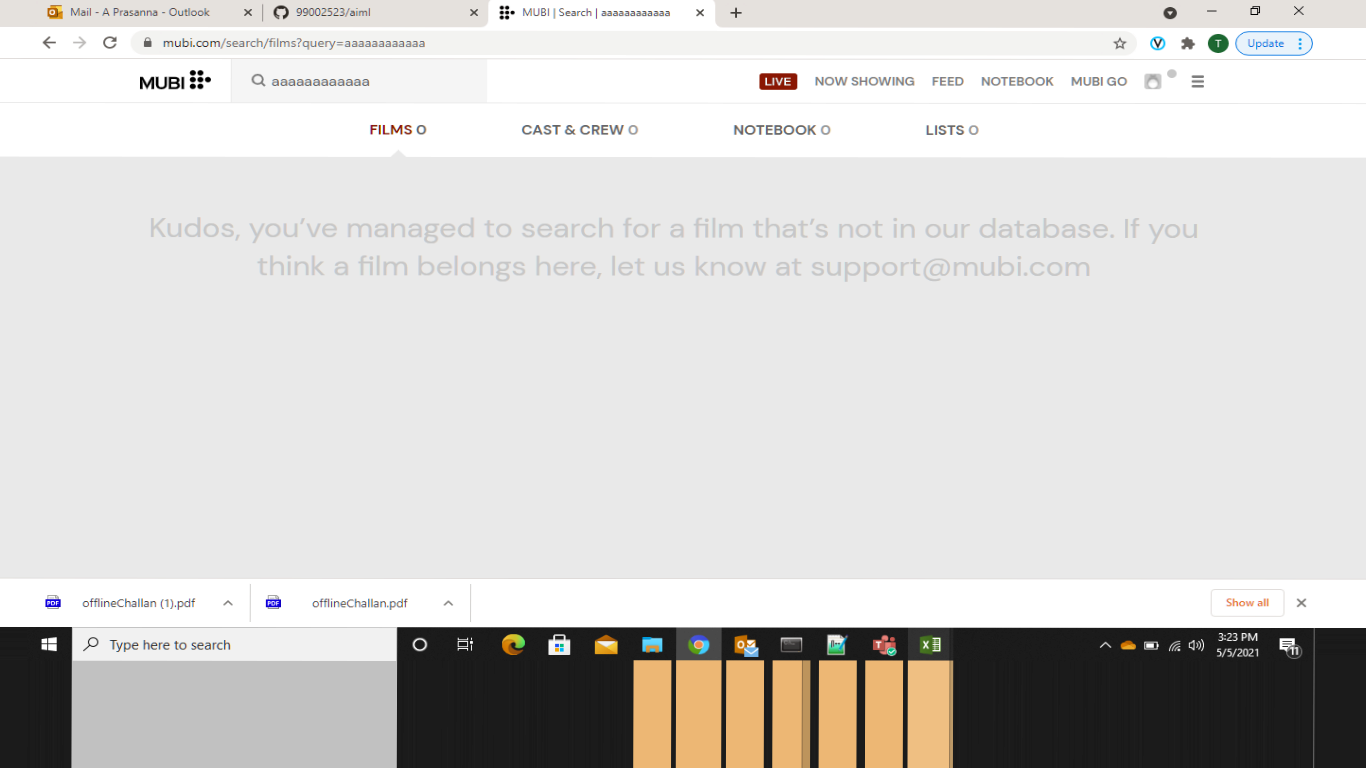 Mail - A Prasanna - Outlook
99002523/aiml
MUBI | Search | aaaaaaaaaaaa
mubi.com/search/films?query=aaaaaaaaaaaa
T
Update
MUBI
aaaaaaaaaaaa
LIVE
NOW SHOWING
FEED
NOTEBOOK
MUBI GO
FILMS 0
CAST & CREW 0
NOTEBOOK 0
LISTS 0
Kudos, you’ve managed to search for a film that’s not in our database. If you
think a film belongs here, let us know at support@mubi.com
PDF
offlineChallan (1).pdf
PDF
offlineChallan.pdf
Show all
Type here to search
3:23 PM
5/5/2021
11